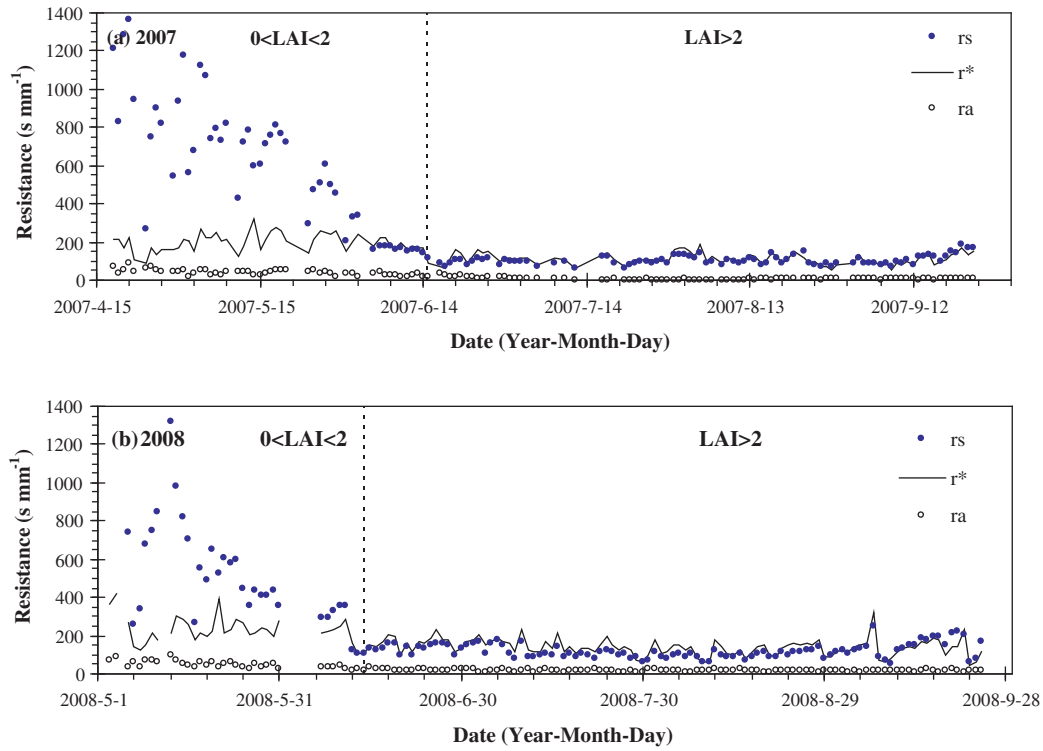 (a) 2007
0<LAI<2
LAI>2
rs
r*
ra
1400
1200
1000
800
600
400
200
0
Resistance (s mm-1)
2007-4-15
2007-5-15
2007-6-14
2007-7-14
2007-8-13
2007-9-12
Date (Year-Month-Day)
(b) 2008
0<LAI<2
LAI>2
rs
r*
ra
1400
1200
1000
800
600
400
200
0
Resistance (s mm-1)
2008-5-1
2008-5-31
2008-6-30
2008-7-30
2008-8-29
2008-9-28
Date (Year-Month-Day)